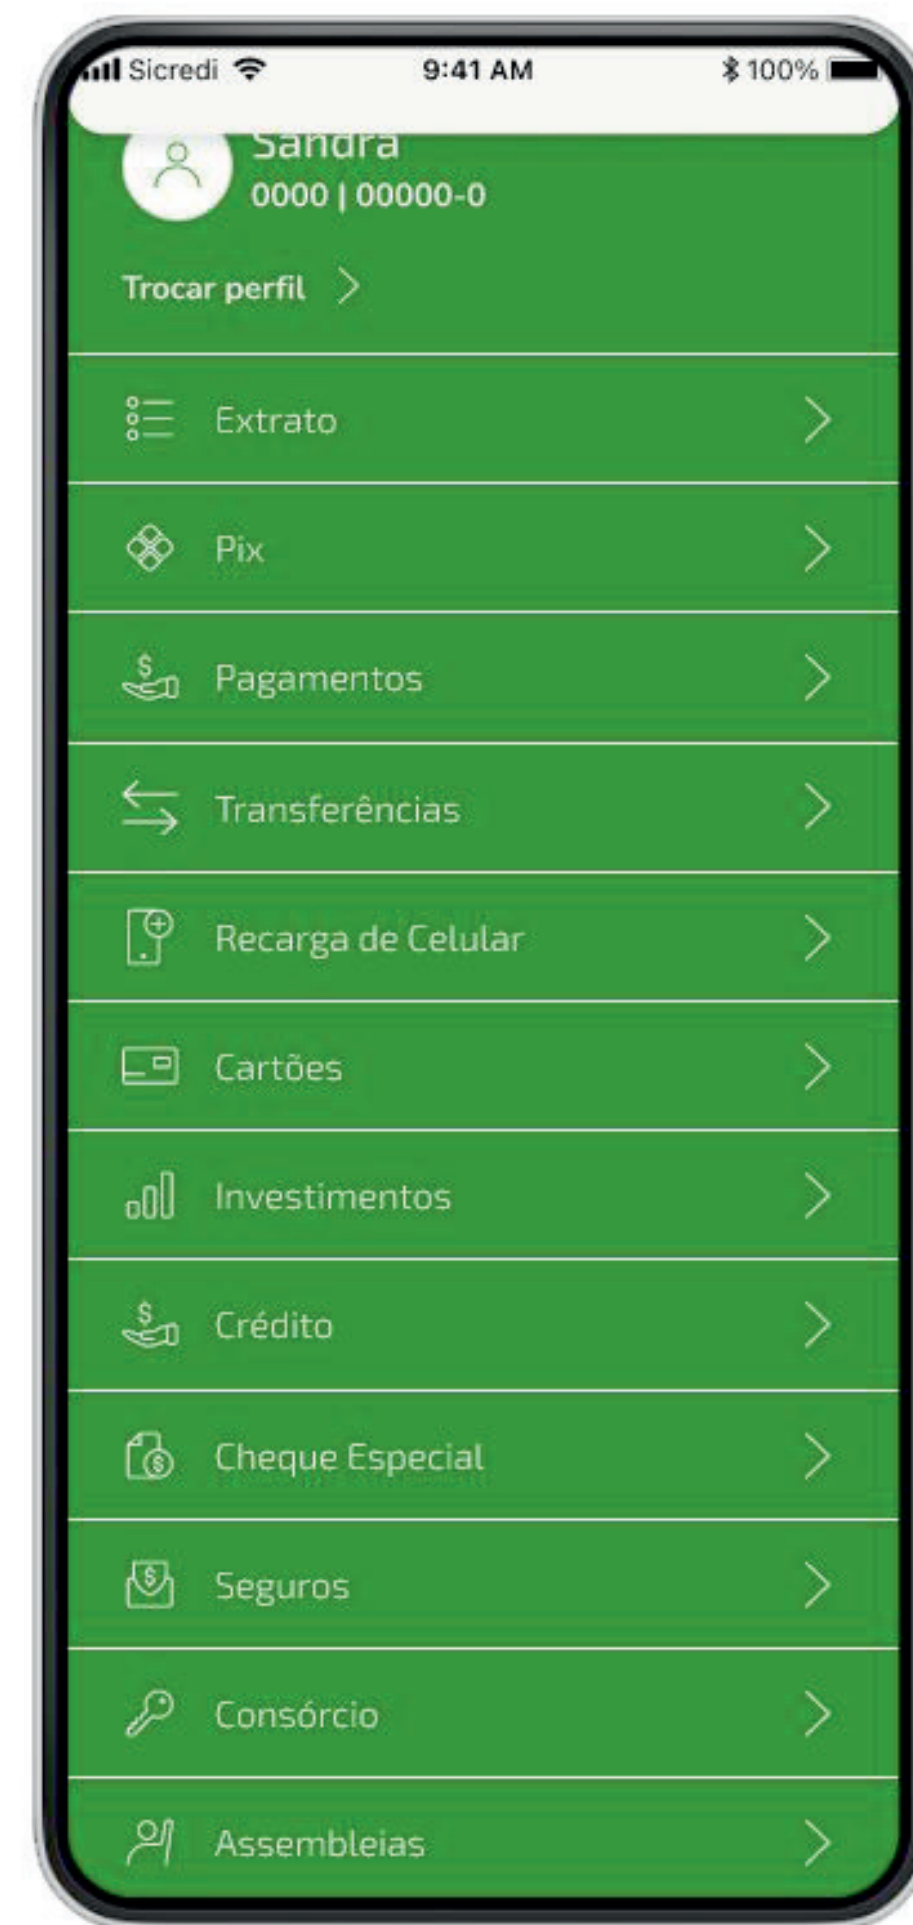 Sicredi 9:41 AM 100%
Sandra
0000 | 00000-0
Trocar perfil
Extrato
Pix
Pagamentos
Transferências
Recarga de Celular
Cartões
Investimentos
Crédito
Cheque Especial
Seguros
Consórcio
Assembleias